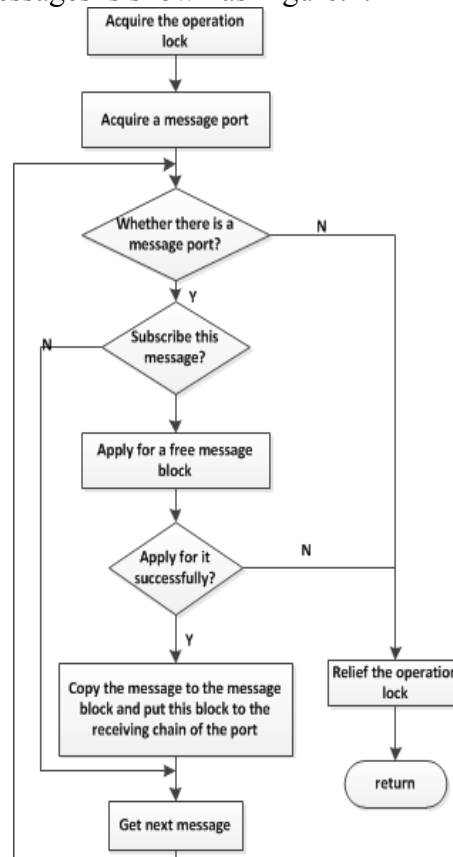 Acquire the operation
lock
Acquire a message port
Whether there is a
message port?
N
Y
Subscribe this
message?
N
Apply for a free message
block
Apply for it
successfully?
N
Y
Copy the message to the message
block and put this block to the
receiving chain of the port
Relief the operation
lock
return
Get next message